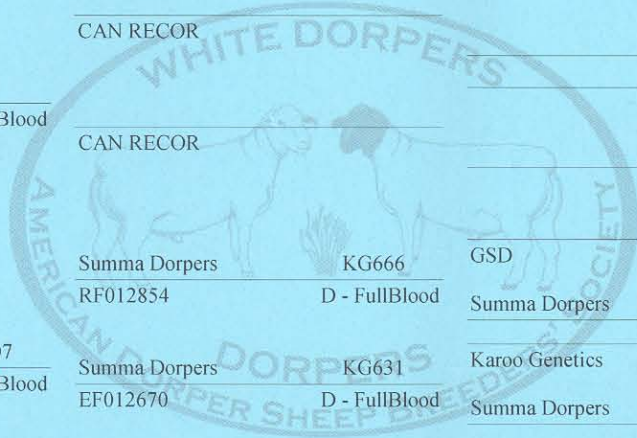 CAN RECOR
Blood
CAN RECOR
WHITE DORPERS
AMERICAN DORPER SHEEP BREEDERS' SOCIETY
DORPERS
Summa Dorpers KG666
RF012854 D - FullBlood
GSD
Summa Dorpers
07
Blood
Summa Dorpers KG631
EF012670 D - FullBlood
Karoo Genetics
Summa Dorpers